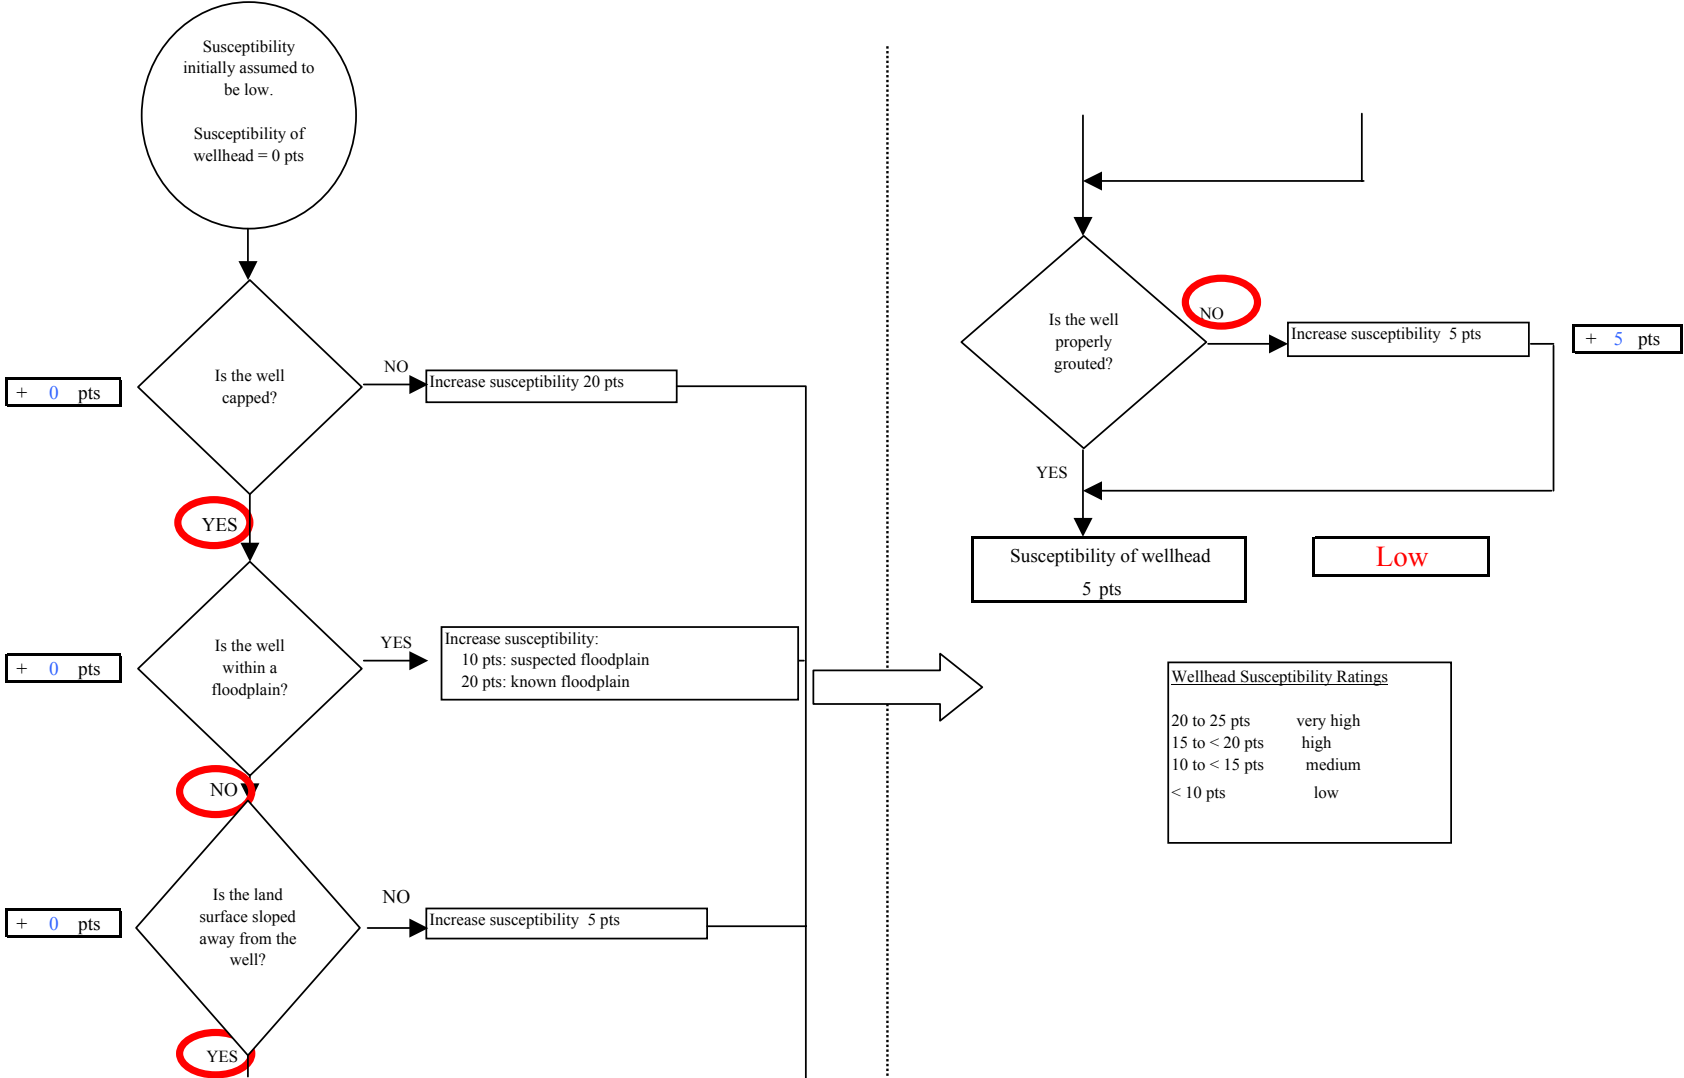 Susceptibility
initially assumed to
be low.
Susceptibility of
wellhead = 0 pts
Is the well
capped?
NO
Increase susceptibility 20 pts
+ 0 pts
YES
Is the well
within a
floodplain?
YES
Increase susceptibility:
10 pts: suspected floodplain
20 pts: known floodplain
+ 0 pts
NO
Is the land
surface sloped
away from the
well?
NO
Increase susceptibility 5 pts
+ 0 pts
YES
Is the well
properly
grouted?
NO
Increase susceptibility 5 pts
+ 5 pts
YES
Susceptibility of wellhead
5 pts
Low
Wellhead Susceptibility Ratings
20 to 25 pts very high
15 to < 20 pts high
10 to < 15 pts medium
< 10 pts low